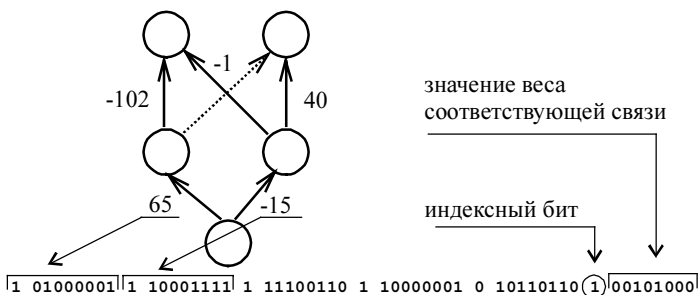 -1
-102
40
значение веса
соответствующей связи
65
-15
индексный бит
1 01000001 1 10001111 1 11100110 1 10000001 0 10110110 1 00101000